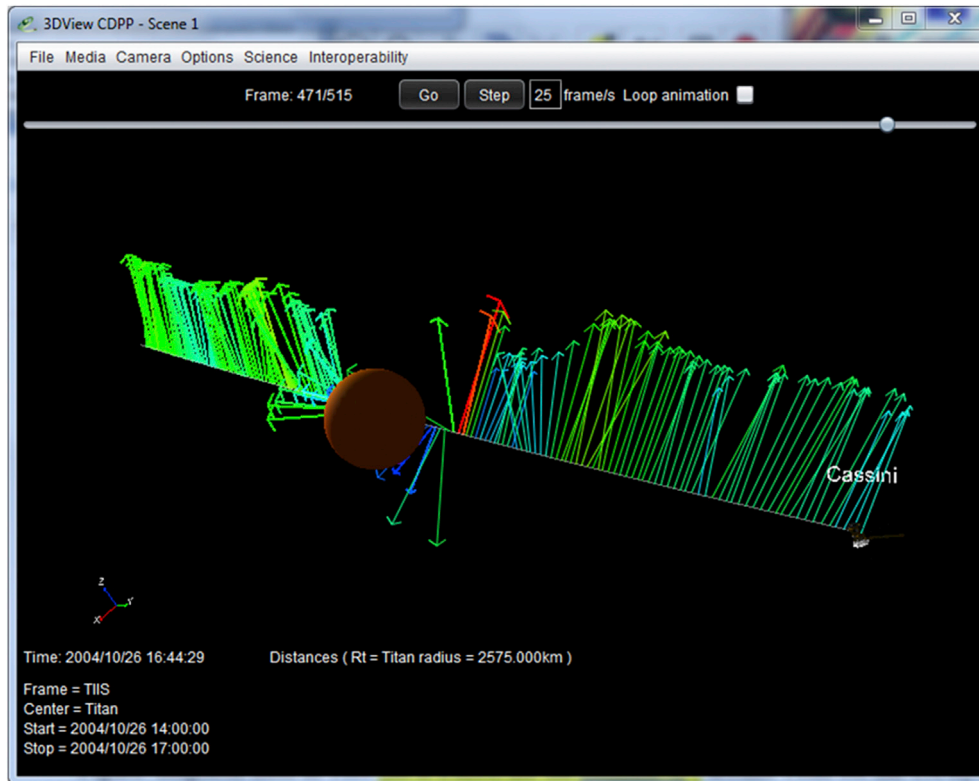 3DView CDPP - Scene 1
File Media Camera Options Science Interoperability
Frame: 471/515 Go Step 25 frame/s Loop animation
Cassini
Z
Y
X
Time: 2004/10/26 16:44:29 Distances ( Rt = Titan radius = 2575.000km )
Frame = TIIS
Center = Titan
Start = 2004/10/26 14:00:00
Stop = 2004/10/26 17:00:00